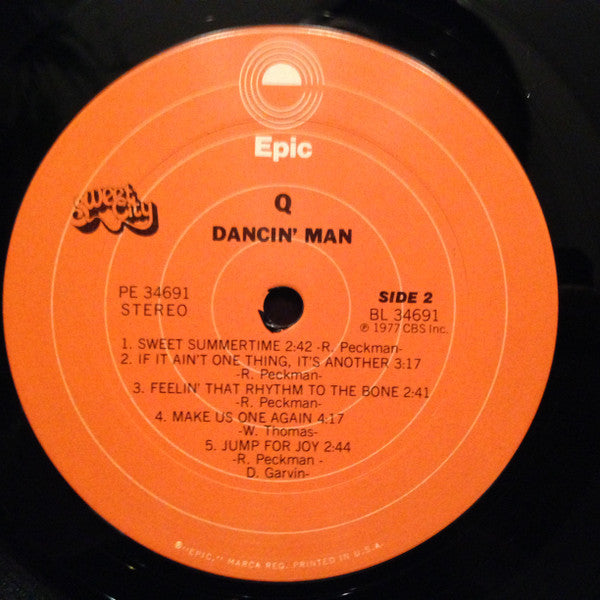 Epic
Sweet City
Q
DANCIN' MAN
PE 34691
STEREO
SIDE 2
BL 34691
℗ 1977 CBS Inc.
1. SWEET SUMMERTIME 2:42 -R. Peckman-
2. IF IT AIN'T ONE THING, IT'S ANOTHER 3:17
-R. Peckman-
3. FEELIN' THAT RHYTHM TO THE BONE 2:41
-R. Peckman-
4. MAKE US ONE AGAIN 4:17
-W. Thomas-
5. JUMP FOR JOY 2:44
-R. Peckman -
D. Garvin-
® "EPIC," MARCA REG. PRINTED IN U.S.A.